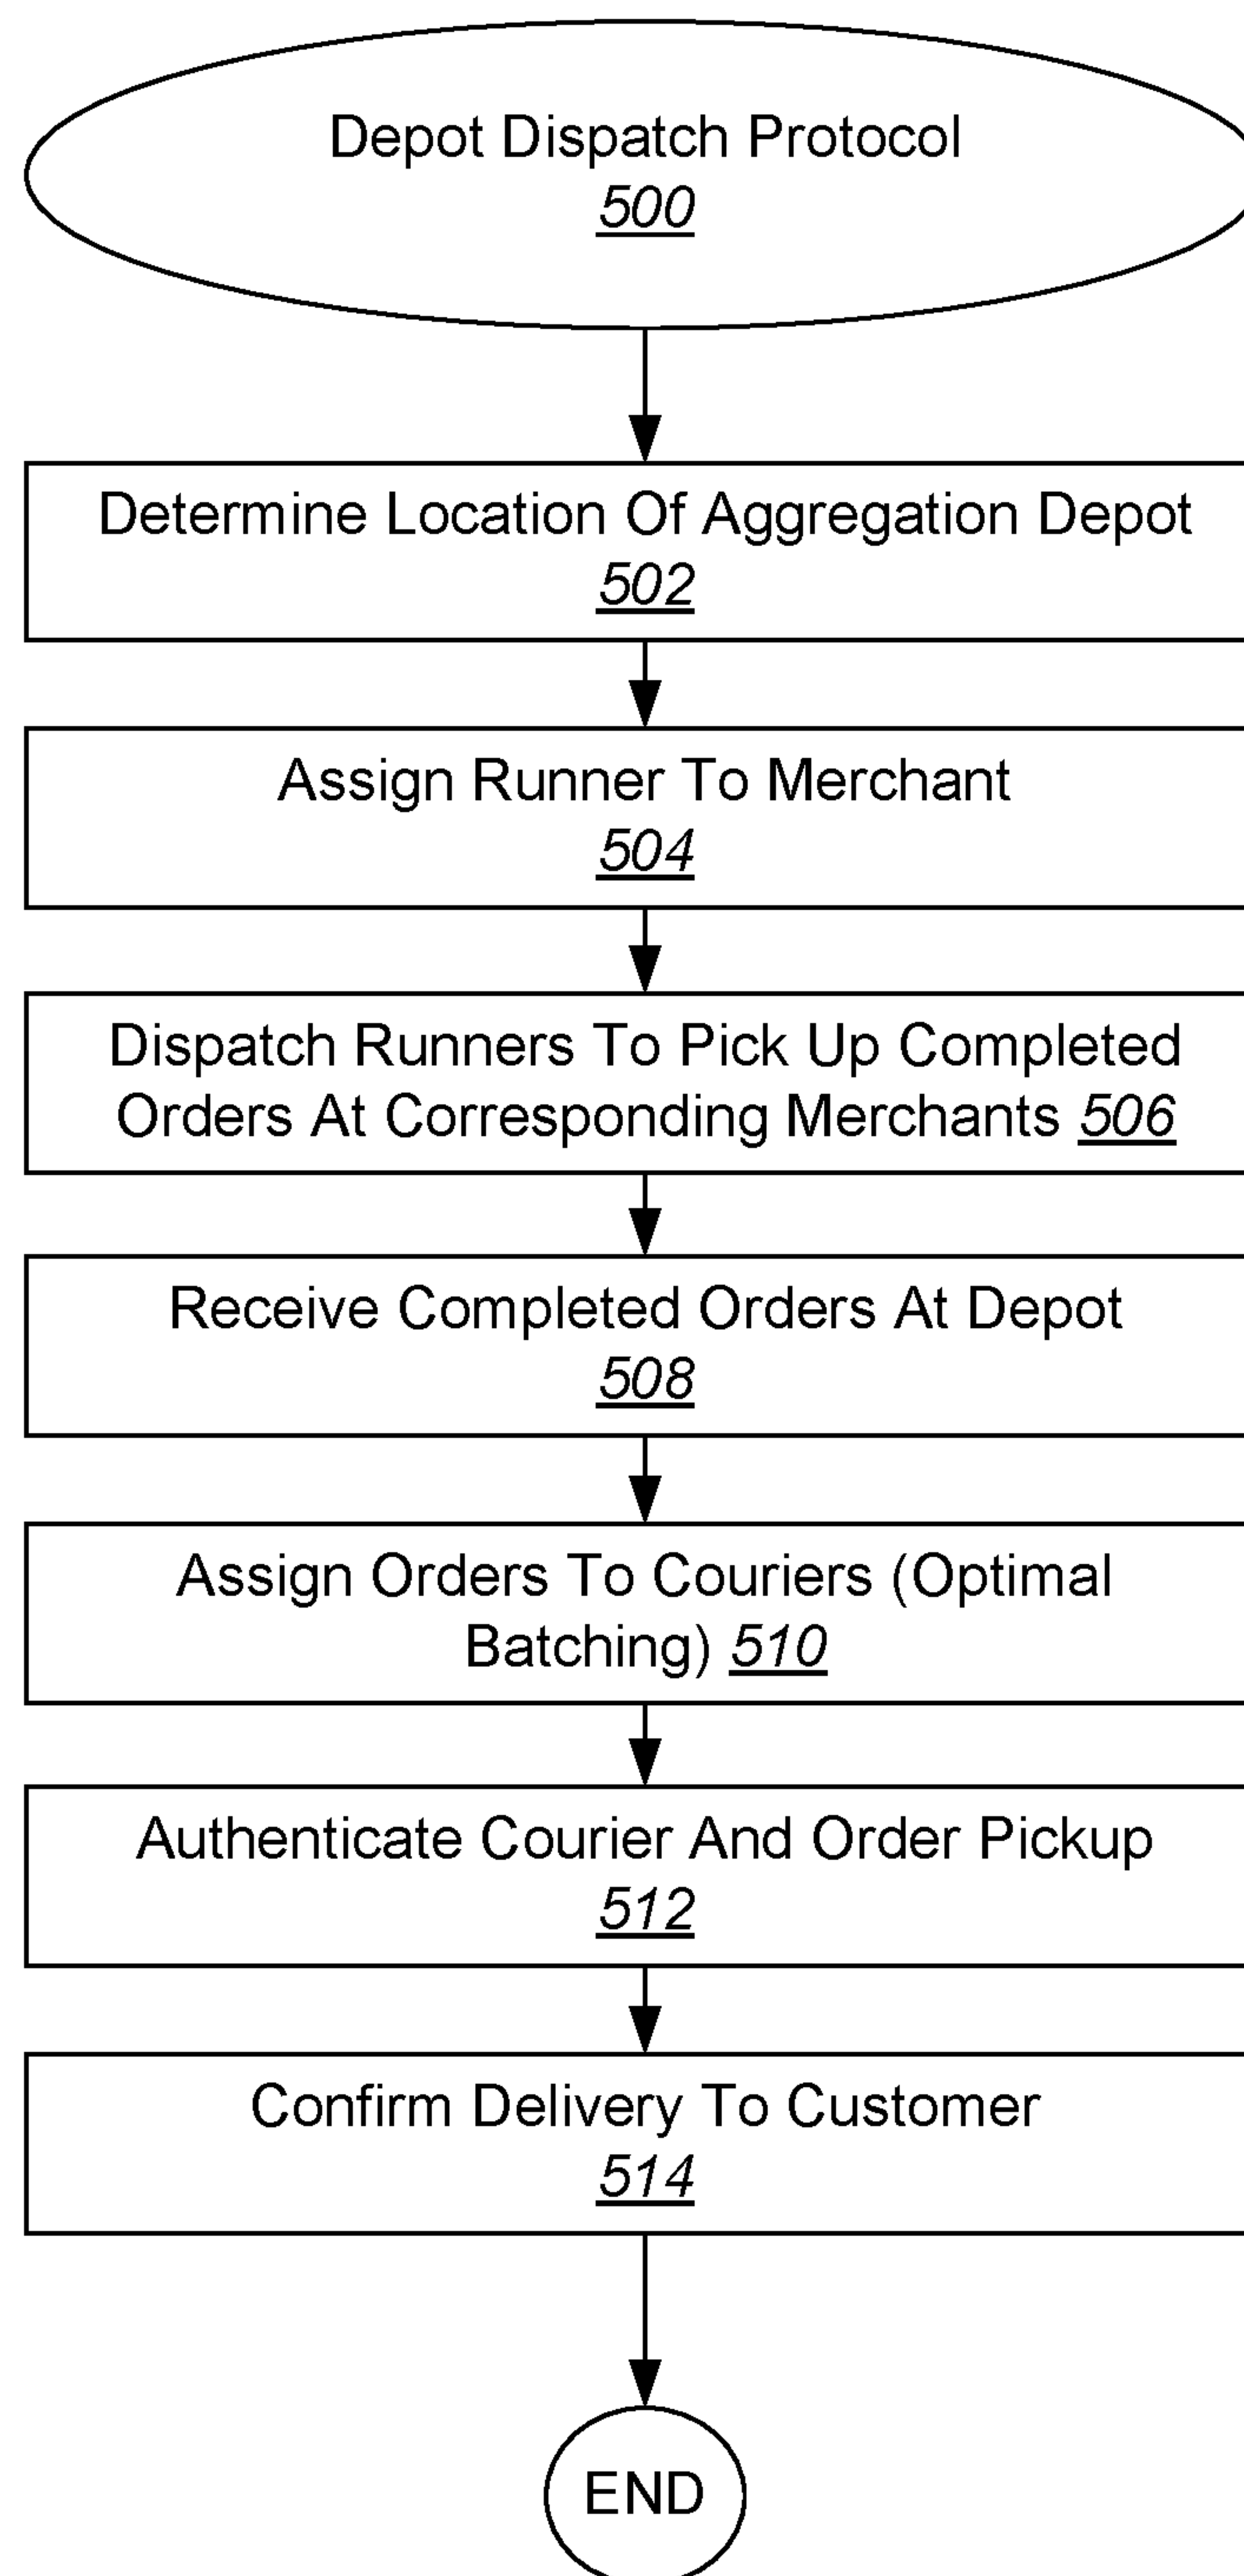 Depot Dispatch Protocol
500
Determine Location Of Aggregation Depot
502
Assign Runner To Merchant
504
Dispatch Runners To Pick Up Completed
Orders At Corresponding Merchants 506
Receive Completed Orders At Depot
508
Assign Orders To Couriers (Optimal
Batching) 510
Authenticate Courier And Order Pickup
512
Confirm Delivery To Customer
514
END